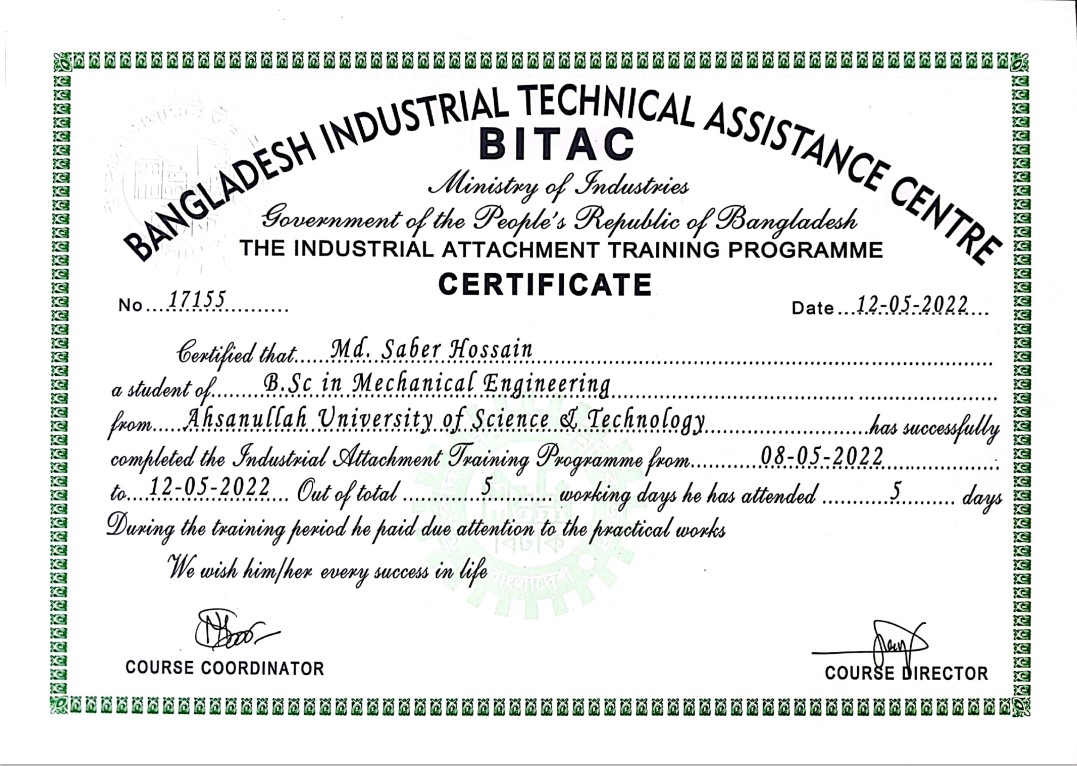 BANGLADESH INDUSTRIAL TECHNICAL ASSISTANCE CENTRE
BITAC
Ministry of Industries
Government of the People's Republic of Bangladesh
THE INDUSTRIAL ATTACHMENT TRAINING PROGRAMME
CERTIFICATE
No...17155.............. Date...12-05-2022...
Certified that.....Md. Saber Hossain..........
a student of.......B.Sc in Mechanical Engineering..........
from.....Ahsanullah University of Science & Technology..........has successfully
completed the Industrial Attachment Training Programme from..........08-05-2022..........
to...12-05-2022... Out of total ..........5.......... working days he has attended ..........5.......... days
During the training period he paid due attention to the practical works
We wish him/her every success in life
বিটাক
বাংলাদেশ
COURSE COORDINATOR
COURSE DIRECTOR